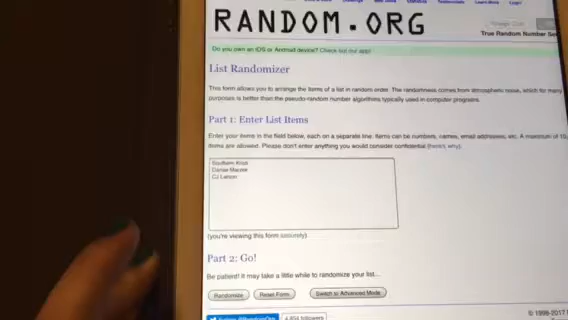 RANDOM.ORG
True Random Number Ser
Do you own an iOS or Android device? Check out our app!
List Randomizer
This form allows you to arrange the items of a list in random order. The randomness comes from atmospheric noise, which for many
purposes is better than the pseudo-random number algorithms typically used in computer programs.
Part 1: Enter List Items
Enter your items in the field below, each on a separate line. Items can be numbers, names, email addresses, etc. A maximum of 10,
items are allowed. Please don't enter anything you would consider confidential (here's why).
CJ Larson
(you're viewing this form securely)
Part 2: Go!
Be patient! It may take a little while to randomize your list...
Randomize Reset Form Switch to Advanced Mode
followers
© 1998-2017